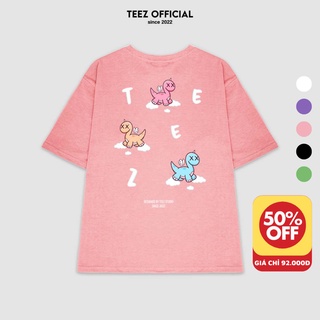 TEEZ OFFICIAL
since 2022
T
E
E
Z
50%
OFF
GIÁ CHỈ 92.000Đ